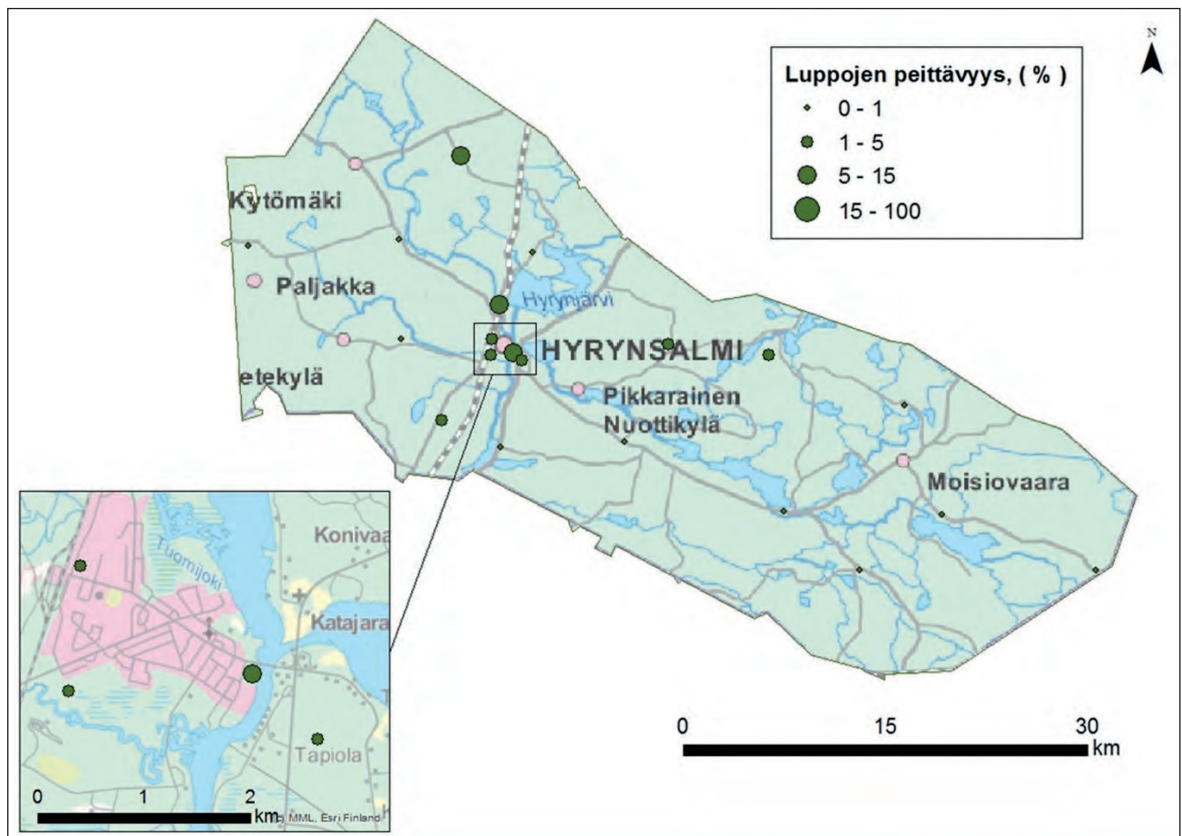 N
Luppojen peittävyys, ( % )
0 - 1
1 - 5
5 - 15
15 - 100
Kytömäki
Paljakka
Hyrynjärvi
HYRYNSALMI
etekylä
Pikkarainen
Nuottikylä
Moisiovaara
Tuomijoki
Konivaa
Katajara
Tapiola
0 15 30
km
0 1 2
km
MML, Esri Finland